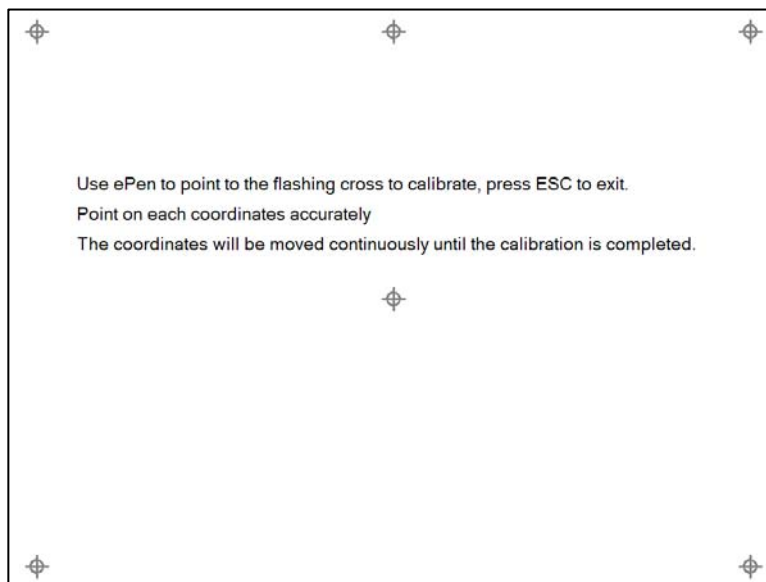 Use ePen to point to the flashing cross to calibrate, press ESC to exit.
Point on each coordinates accurately
The coordinates will be moved continuously until the calibration is completed.